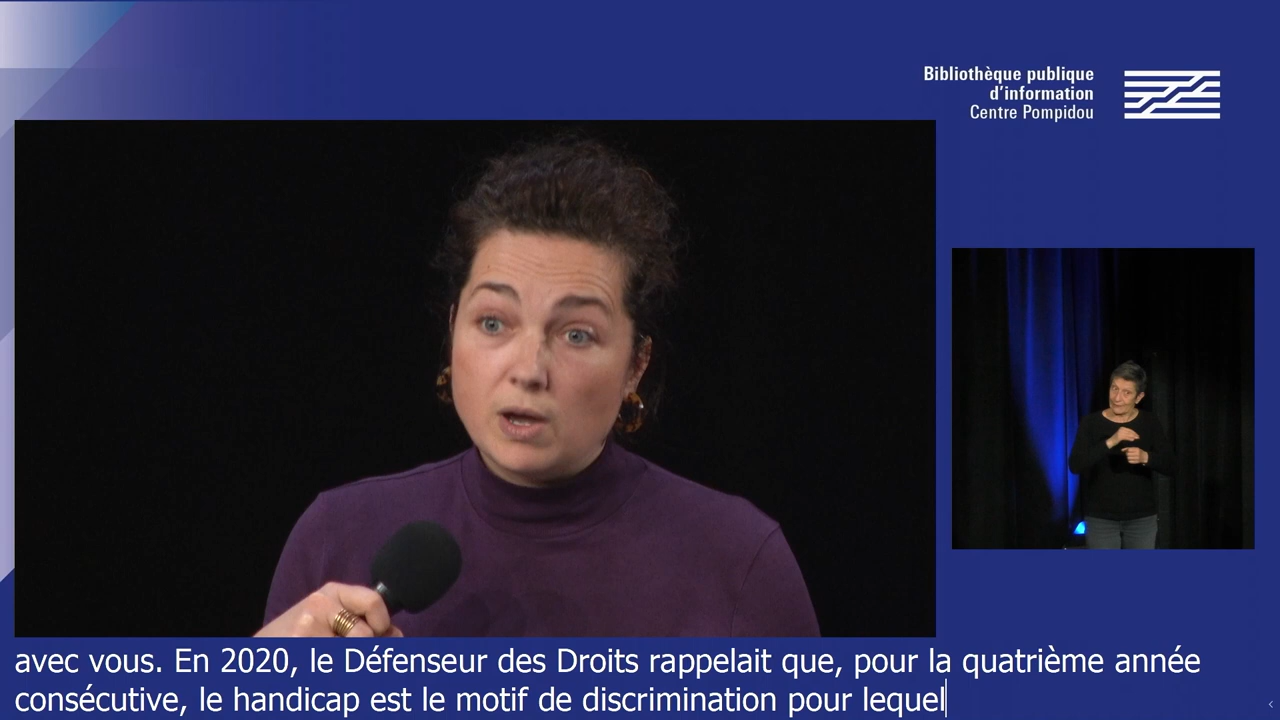 Bibliothèque publique
d'information
Centre Pompidou
avec vous. En 2020, le Défenseur des Droits rappelait que, pour la quatrième année
consécutive, le handicap est le motif de discrimination pour lequel